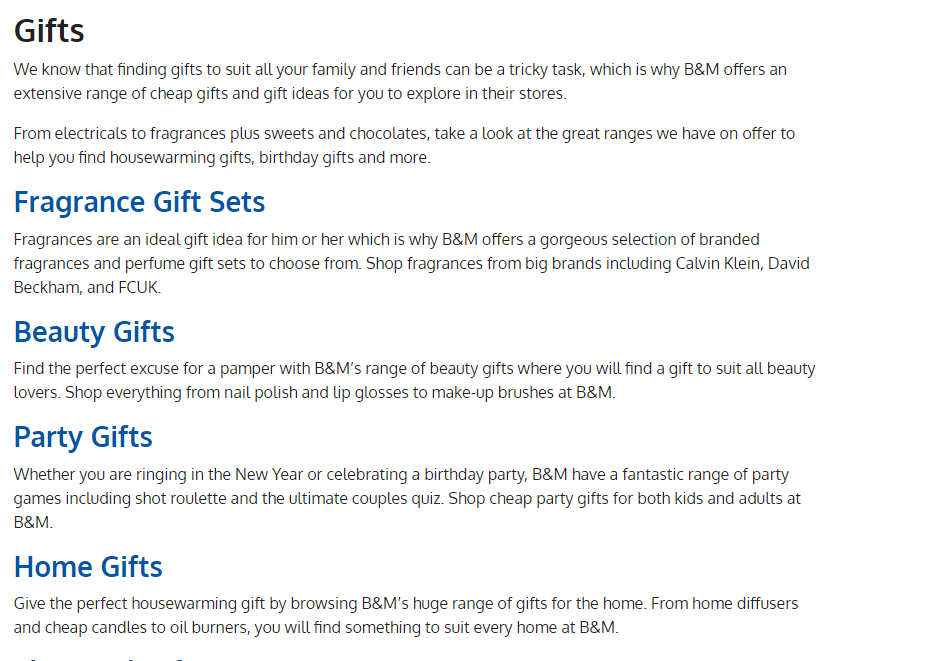 Gifts
We know that finding gifts to suit all your family and friends can be a tricky task, which is why B&M offers an
extensive range of cheap gifts and gift ideas for you to explore in their stores.
From electricals to fragrances plus sweets and chocolates, take a look at the great ranges we have on offer to
help you find housewarming gifts, birthday gifts and more.
Fragrance Gift Sets
Fragrances are an ideal gift idea for him or her which is why B&M offers a gorgeous selection of branded
fragrances and perfume gift sets to choose from. Shop fragrances from big brands including Calvin Klein, David
Beckham, and FCUK.
Beauty Gifts
Find the perfect excuse for a pamper with B&M’s range of beauty gifts where you will find a gift to suit all beauty
lovers. Shop everything from nail polish and lip glosses to make-up brushes at B&M.
Party Gifts
Whether you are ringing in the New Year or celebrating a birthday party, B&M have a fantastic range of party
games including shot roulette and the ultimate couples quiz. Shop cheap party gifts for both kids and adults at
B&M.
Home Gifts
Give the perfect housewarming gift by browsing B&M’s huge range of gifts for the home. From home diffusers
and cheap candles to oil burners, you will find something to suit every home at B&M.